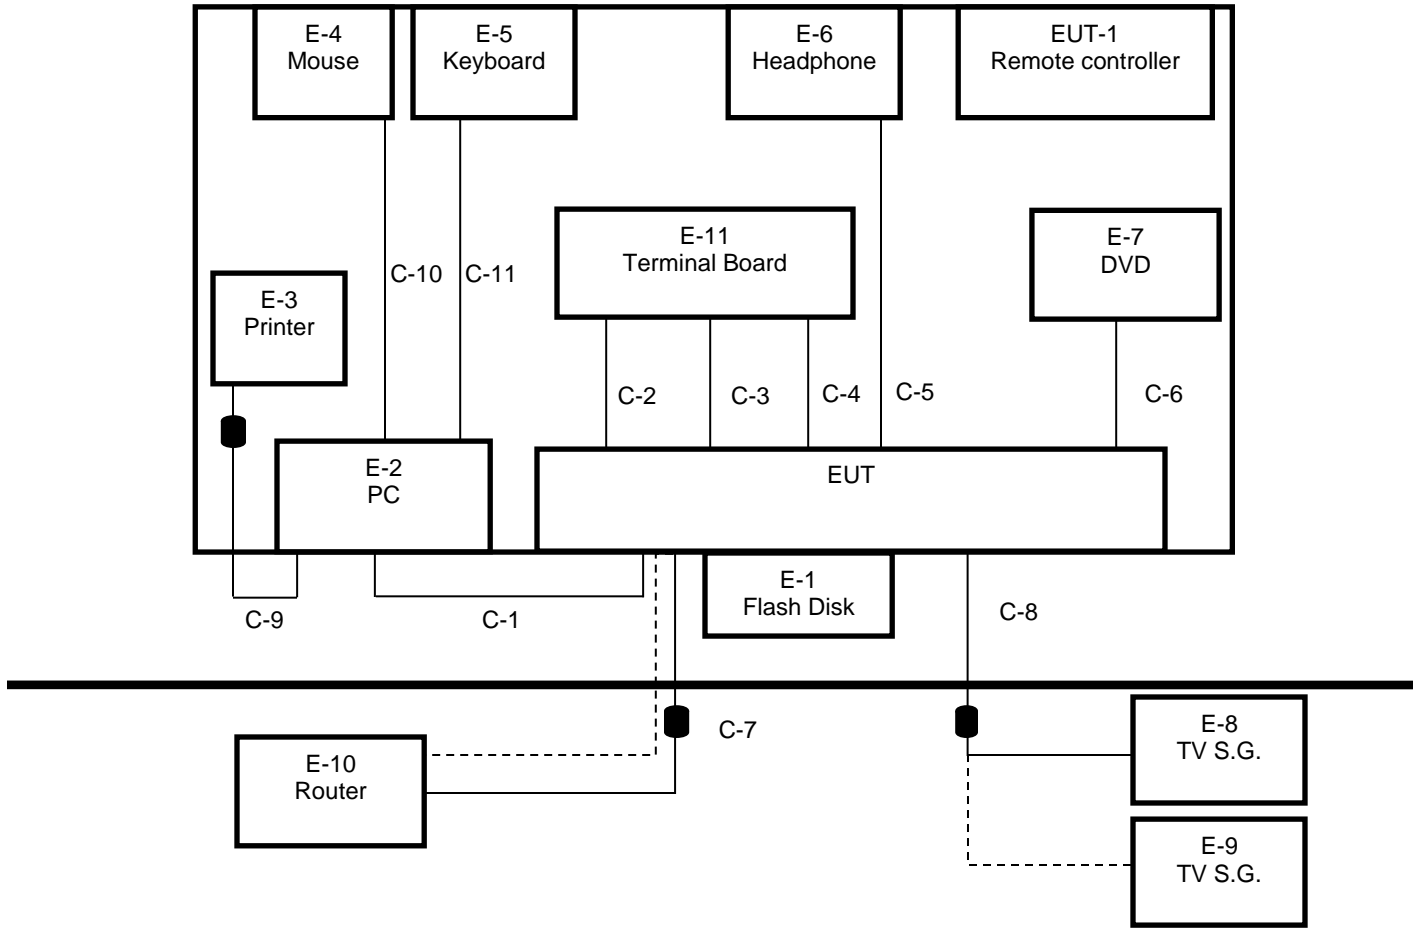 E-4
Mouse
E-5
Keyboard
E-6
Headphone
EUT-1
Remote controller
E-11
Terminal Board
E-7
DVD
C-10
C-11
E-3
Printer
C-2
C-3
C-4
C-5
C-6
E-2
PC
EUT
E-1
Flash Disk
C-9
C-1
C-8
C-7
E-8
TV S.G.
E-10
Router
E-9
TV S.G.